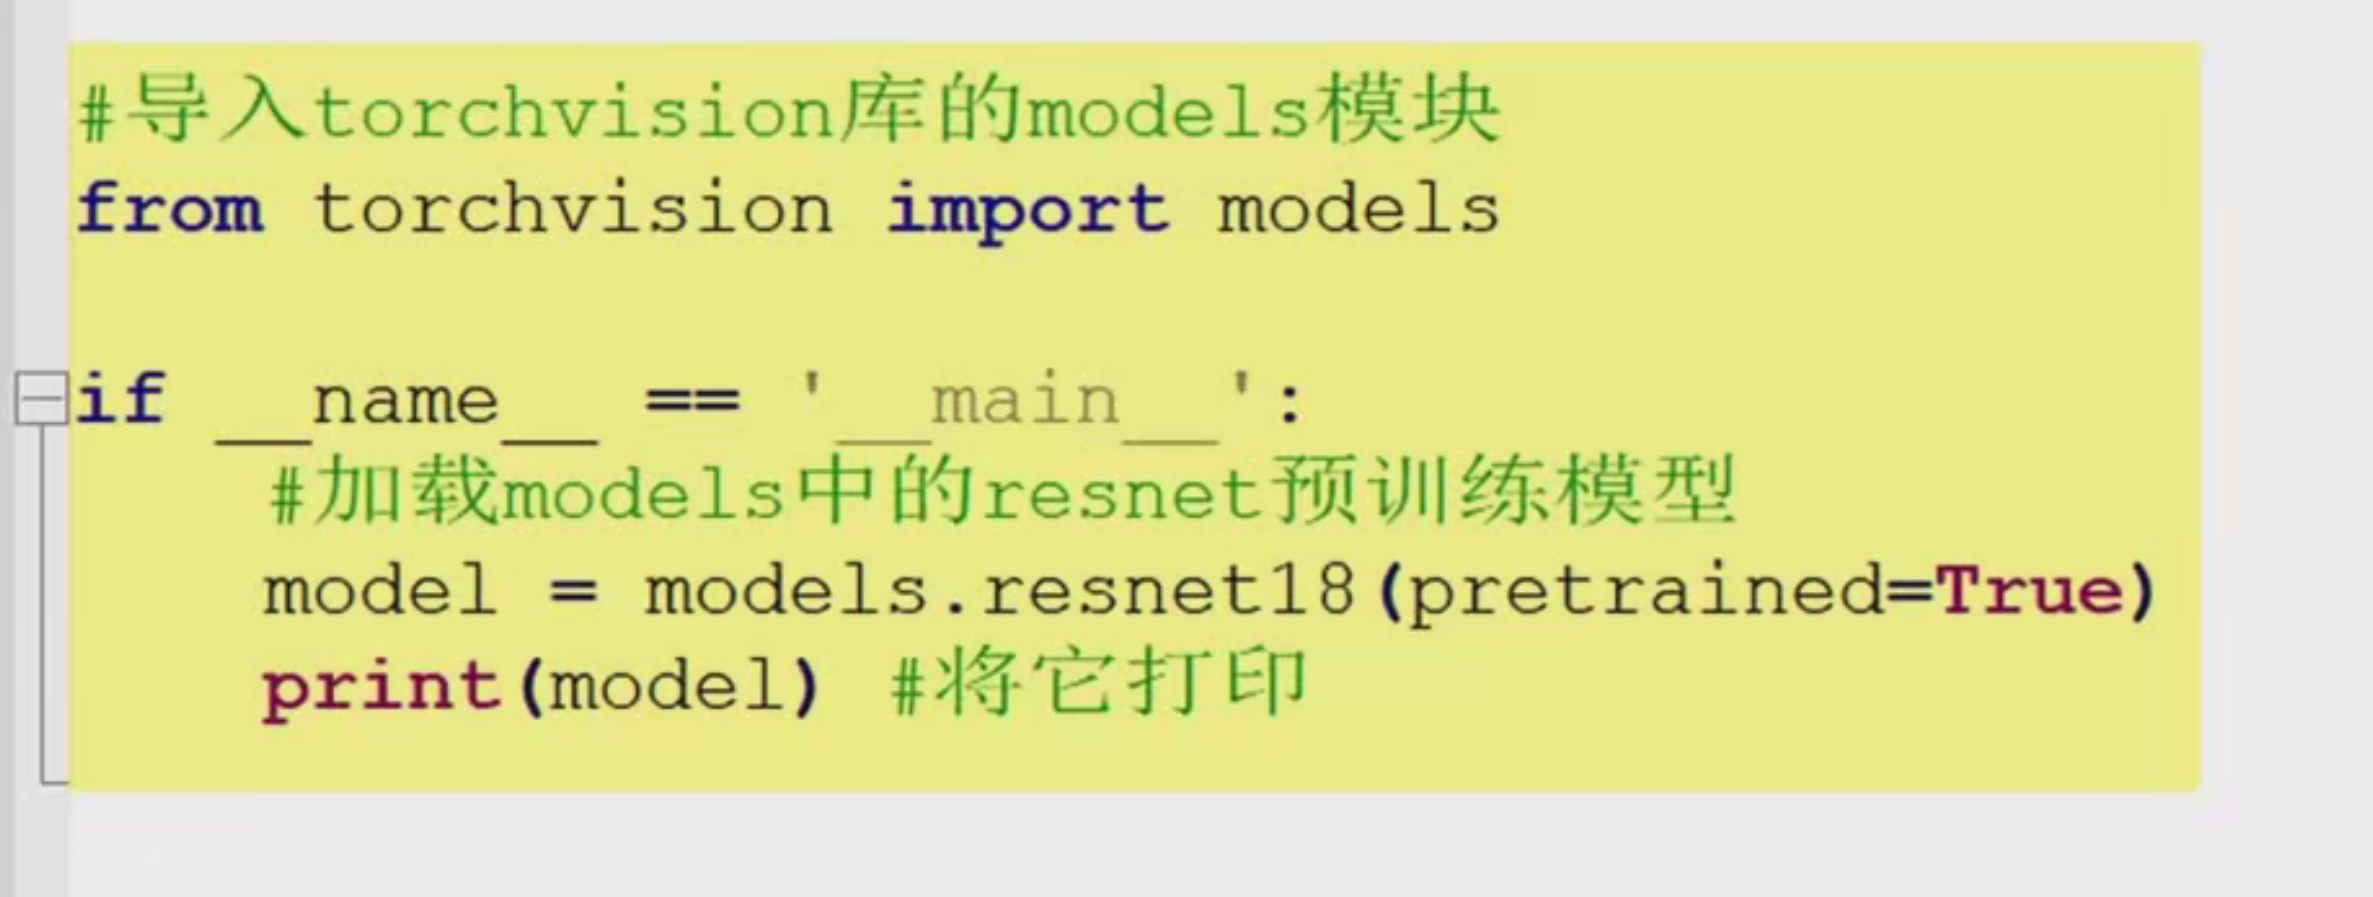 #导入torchvision库的models模块
from torchvision import models
if __name__ == '__main__':
#加载models中的resnet预训练模型
model = models.resnet18(pretrained=True)
print(model) #将它打印